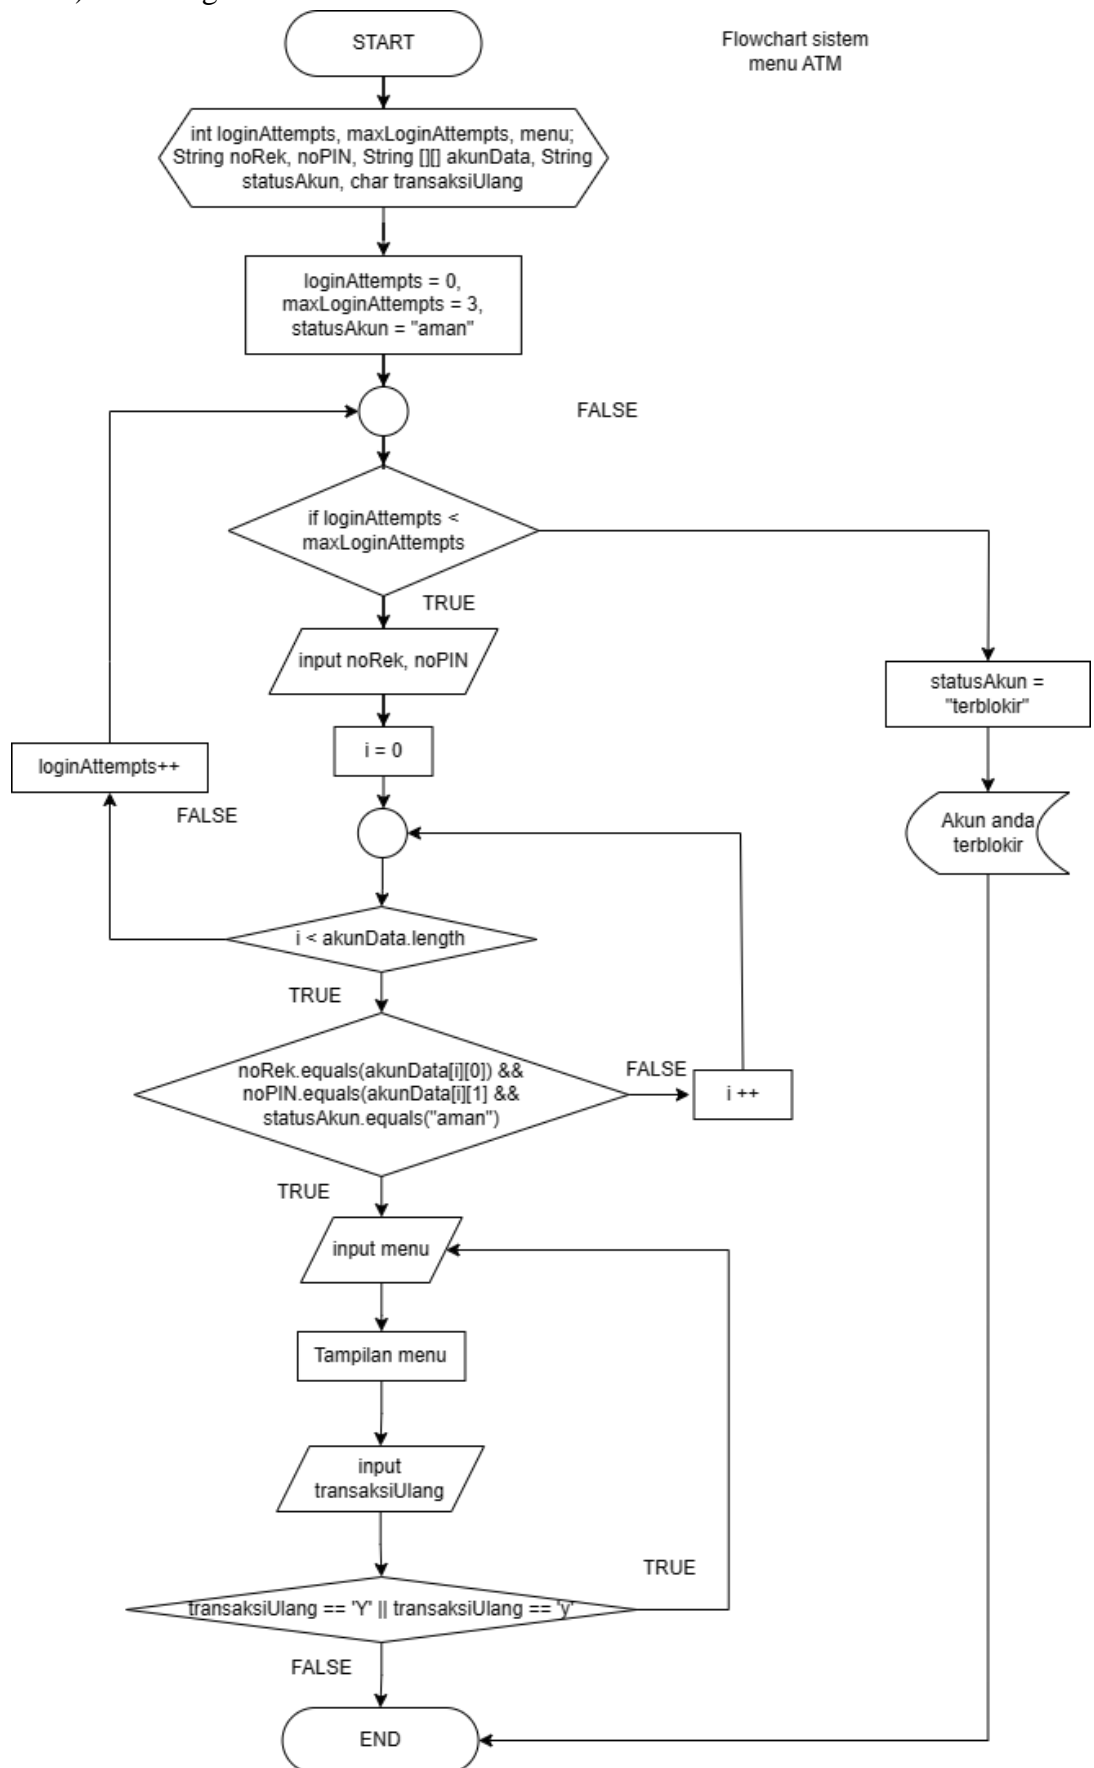 START
Flowchart sistem
menu ATM
int loginAttempts, maxLoginAttempts, menu;
String noRek, noPIN, String [][] akunData, String
statusAkun, char transaksiUlang
loginAttempts = 0,
maxLoginAttempts = 3,
statusAkun = "aman"
FALSE
if loginAttempts <
maxLoginAttempts
TRUE
input noRek, noPIN
statusAkun =
"terblokir"
i = 0
loginAttempts++
FALSE
Akun anda
terblokir
i < akunData.length
TRUE
noRek.equals(akunData[i][0]) &&
noPIN.equals(akunData[i][1] &&
statusAkun.equals("aman")
FALSE
i ++
TRUE
input menu
Tampilan menu
input
transaksiUlang
TRUE
transaksiUlang == 'Y' || transaksiUlang == 'y'
FALSE
END